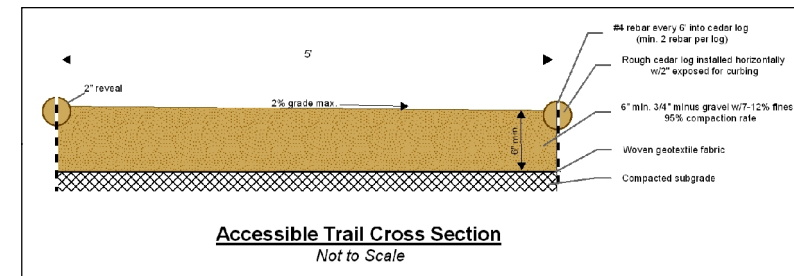 #4 rebar every 6' into cedar log
(min. 2 rebar per log)
5'
Rough cedar log installed horizontally
w/2" exposed for curbing
2" reveal
2% grade max.
6" min. 3/4" minus gravel w/7-12% fines
95% compaction rate
6" min
Woven geotextile fabric
Compacted subgrade
Accessible Trail Cross Section
Not to Scale